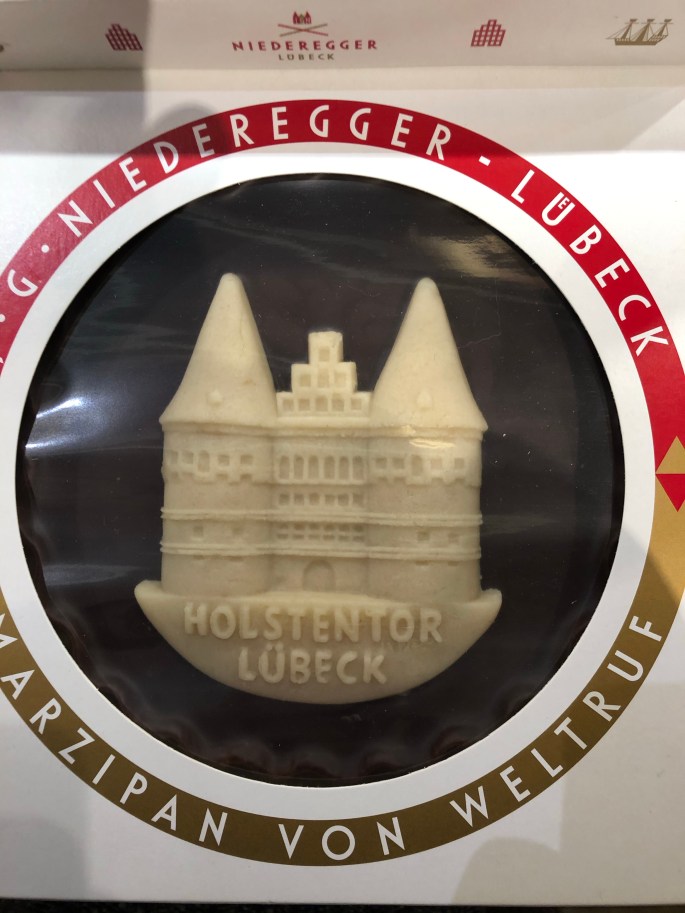 NIEDEREGGER
LÜBECK
G·NIEDEREGGER - LÜBECK
HOLSTENTOR
LÜBECK
MARZIPAN VON WELTRUF